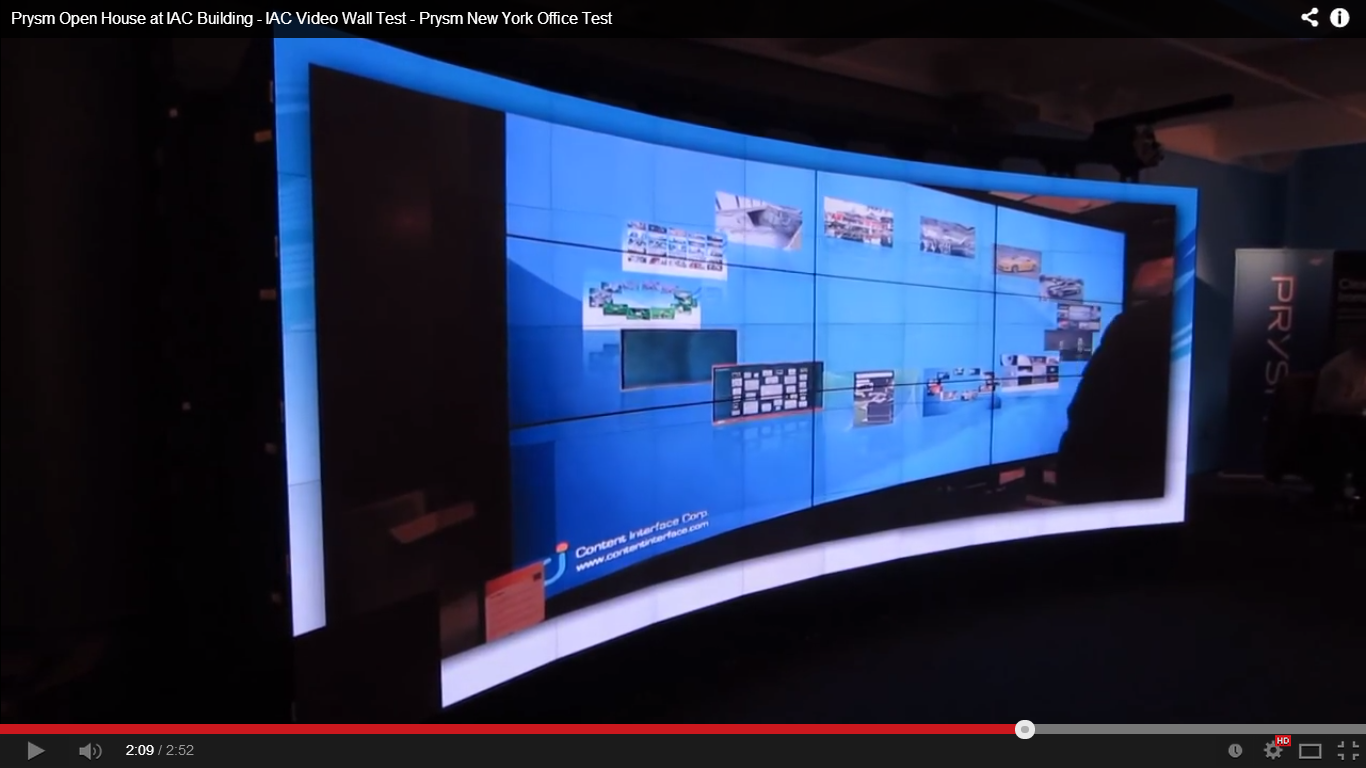 Prysm Open House at IAC Building - IAC Video Wall Test - Prysm New York Office Test
PRYSM
Content Interface Corp.
www.contentinterface.com
HD
2:09 / 2:52